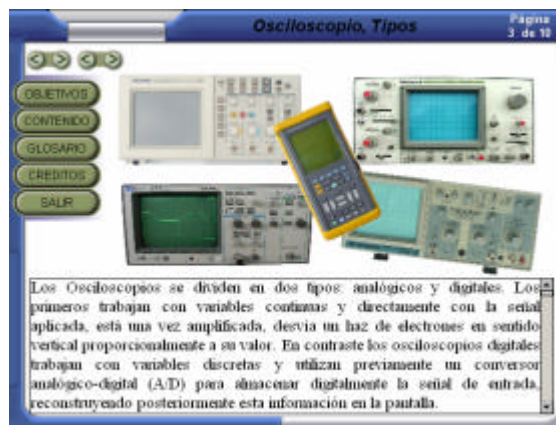 Osciloscopio, Tipos
Página
3 de 10
OBJETIVOS
CONTENIDO
GLOSARIO
CREDITOS
SALIR
Los Osciloscopios se dividen en dos tipos: analógicos y digitales. Los
primeros trabajan con variables continuas y directamente con la señal
aplicada, está una vez amplificada, desvía un haz de electrones en sentido
vertical proporcionalmente a su valor. En contraste los osciloscopios digitales
trabajan con variables discretas y utilizan previamente un conversor
analógico-digital (A/D) para almacenar digitalmente la señal de entrada,
reconstruyendo posteriormente esta información en la pantalla.